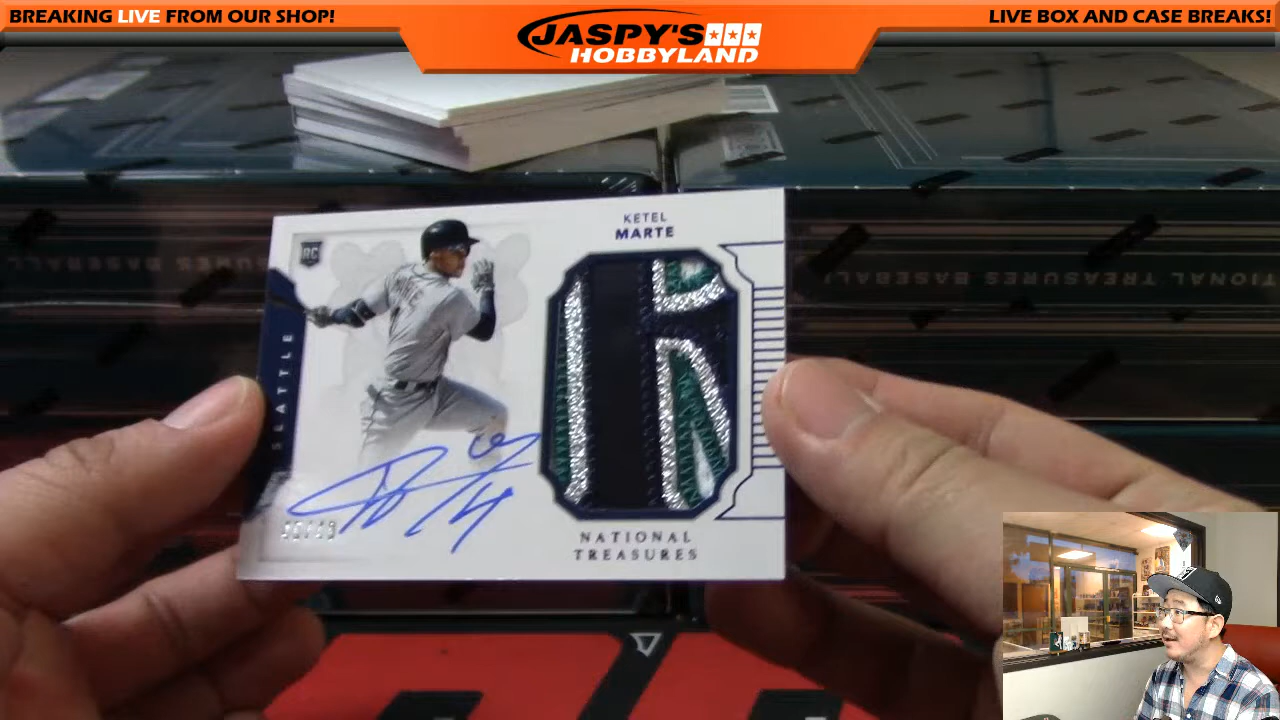 BREAKING LIVE FROM OUR SHOP!
JASPY'S
HOBBYLAND
LIVE BOX AND CASE BREAKS!
KETEL
MARTE
RC
SEATTLE
NATIONAL
TREASURES